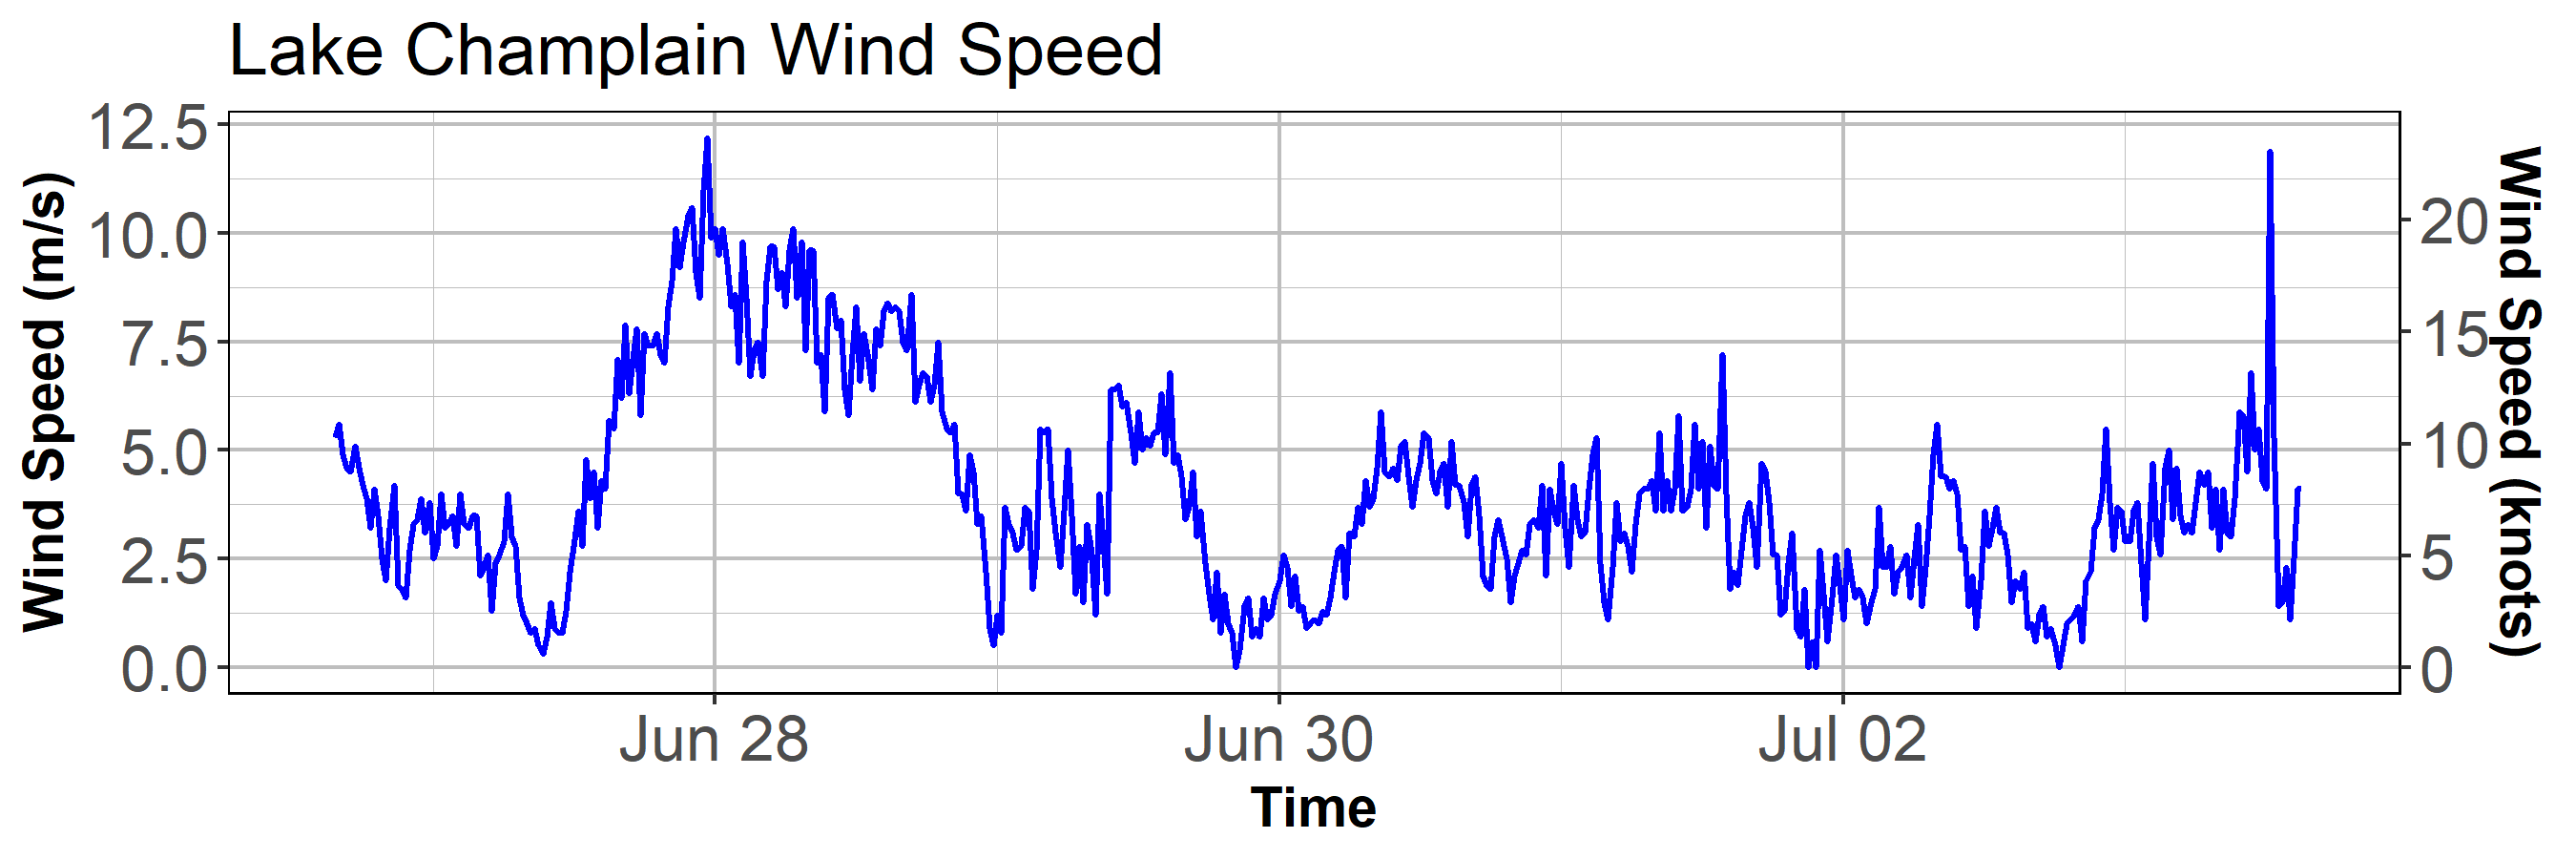 Lake Champlain Wind Speed
Wind Speed (m/s)
12.5
10.0
7.5
5.0
2.5
0.0
20
15
10
5
0
Wind Speed (knots)
Jun 28
Jun 30
Jul 02
Time